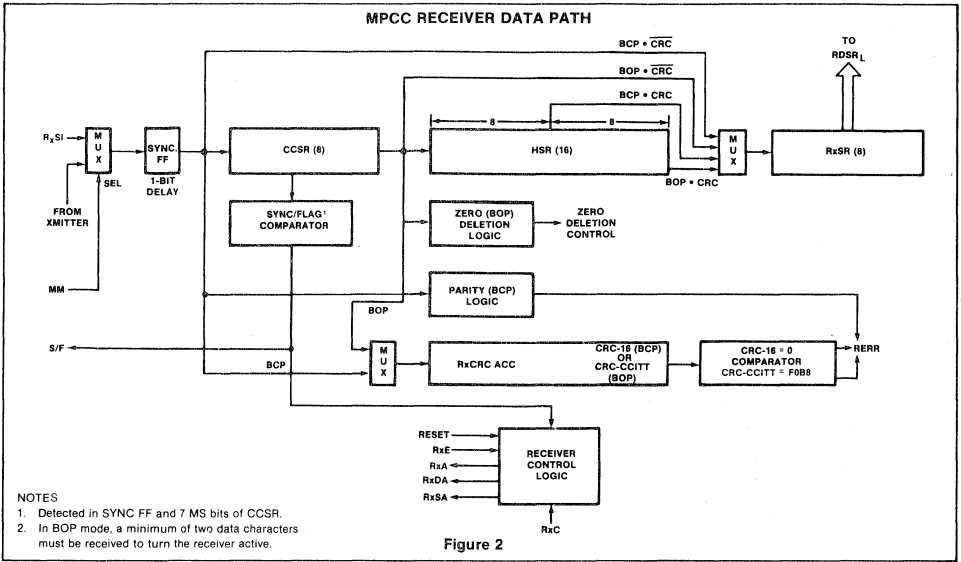 MPCC RECEIVER DATA PATH
BCP • CRC
TO
RDSR L
BOP • CRC
BCP • CRC
8
8
RxSI
M
U
X
SYNC.
FF
CCSR (8)
HSR (16)
M
U
X
RxSR (8)
SEL
1-BIT
DELAY
BOP • CRC
FROM
XMITTER
SYNC/FLAG1
COMPARATOR
ZERO (BOP)
DELETION
LOGIC
ZERO
DELETION
CONTROL
MM
PARITY (BCP)
LOGIC
BOP
S/F
M
U
X
BCP
RxCRC ACC
CRC-16 (BCP)
OR
CRC-CCITT
(BOP)
CRC-16 = 0
COMPARATOR
CRC-CCITT = F0B8
RERR
RESET
RxE
RxA
RxDA
RxSA
RECEIVER
CONTROL
LOGIC
RxC
NOTES
1. Detected in SYNC FF and 7 MS bits of CCSR.
2. In BOP mode, a minimum of two data characters
must be received to turn the receiver active.
Figure 2